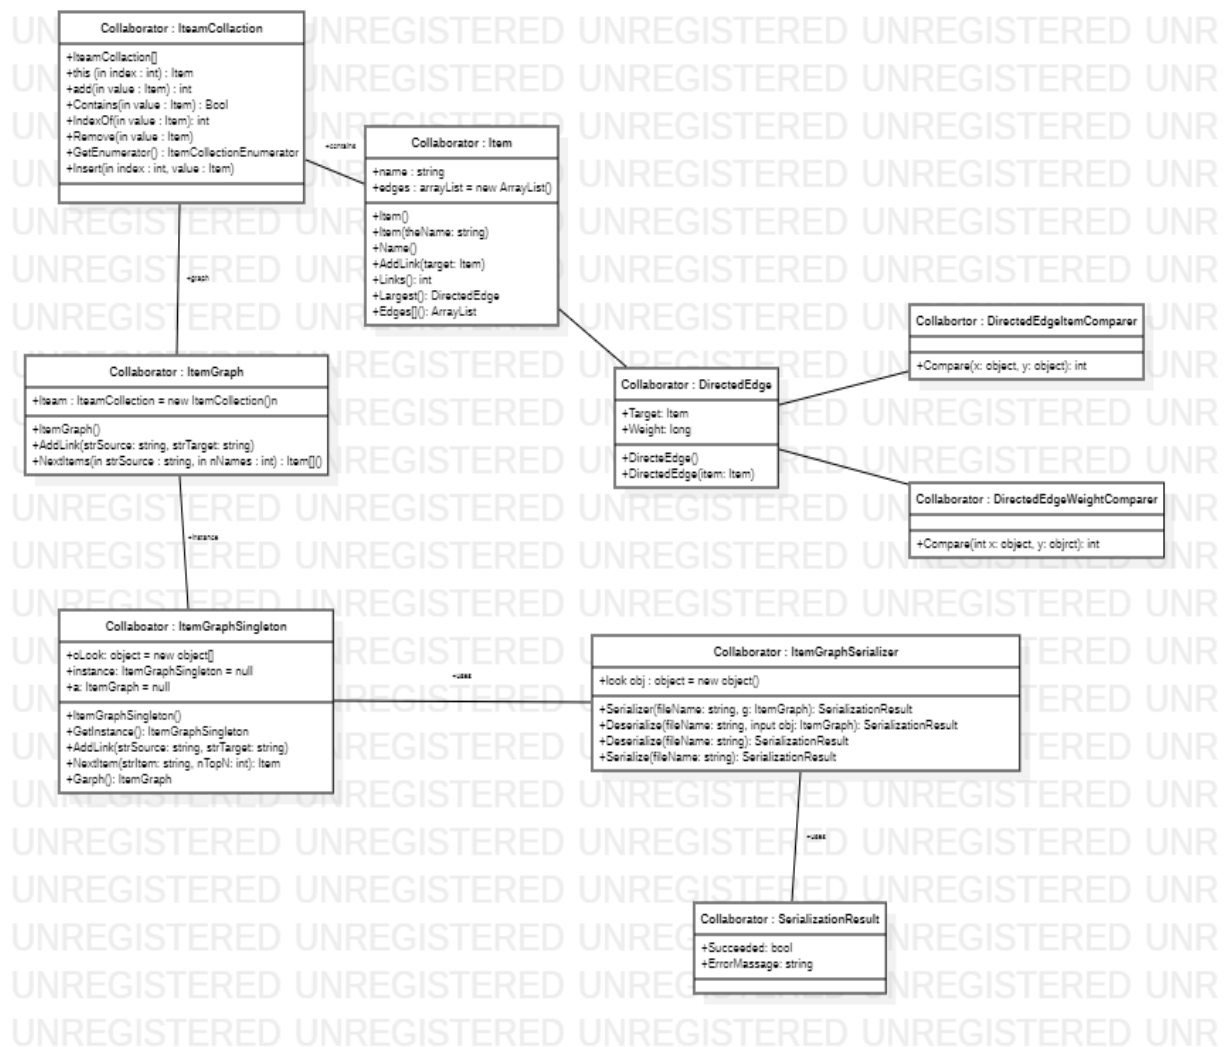 Collaborator : IteamCollaction
+IteamCollaction[]
+this (in index : int) : Item
+add(in value : Item) : int
+Contains(in value : Item) : Bool
+IndexOf(in value : Item): int
+Remove(in value : Item)
+GetEnumerator() : ItemCollectionEnumerator
+Insert(in index : int, value : Item)
+contains
Collaborator : Item
+name : string
+edges : arrayList = new ArrayList()
+Item()
+Item(theName: string)
+Name()
+AddLink(target: Item)
+Links(): int
+Largest(): DirectedEdge
+Edges[](): ArrayList
+graph
Collabortor : DirectedEdgeItemComparer
+Compare(x: object, y: object): int
Collaborator : ItemGraph
+Iteam : IteamCollection = new ItemCollection()n
+ItemGraph()
+AddLink(strSource: string, strTarget: string)
+NextItems(in strSource : string, in nNames : int) : Item[]()
Collaborator : DirectedEdge
+Target: Item
+Weight: long
+DirecteEdge()
+DirectedEdge(item: Item)
Collaborator : DirectedEdgeWeightComparer
+Compare(int x: object, y: objrct): int
+instance
Collaboator : ItemGraphSingleton
+oLook: object = new object[]
+instance: ItemGraphSingleton = null
+a: ItemGraph = null
+ItemGraphSingleton()
+GetInstance(): ItemGraphSingleton
+AddLink(strSource: string, strTarget: string)
+NextItem(strItem: string, nTopN: int): Item
+Garph(): ItemGraph
+uses
Collaborator : ItemGraphSerializer
+look obj : object = new object()
+Serializer(fileName: string, g: ItemGraph): SerializationResult
+Deserialize(fileName: string, input obj: ItemGraph): SerializationResult
+Deserialize(fileName: string): SerializationResult
+Serialize(fileName: string): SerializationResult
+uses
Collaborator : SerializationResult
+Succeeded: bool
+ErrorMassage: string